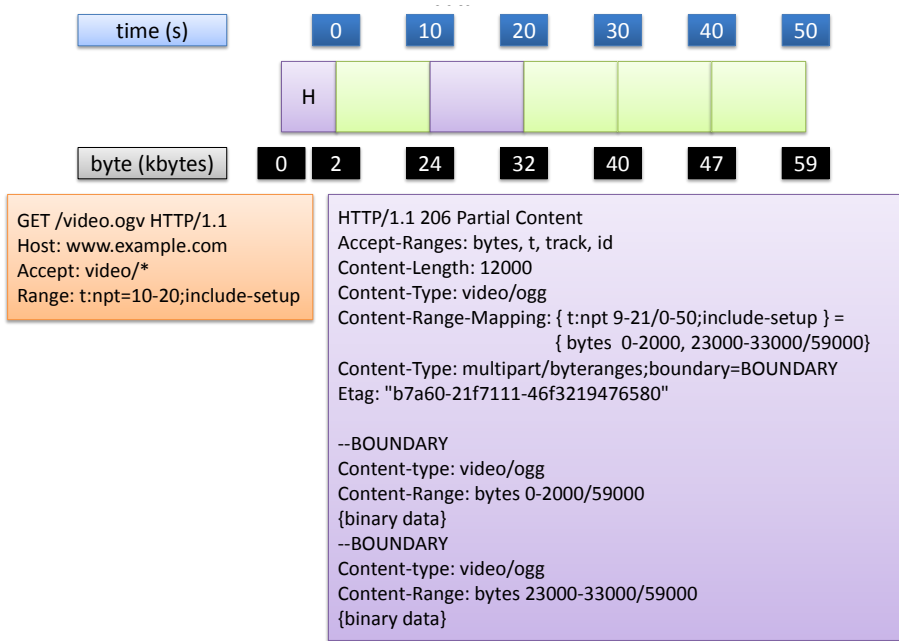 time (s) 0 10 20 30 40 50
H
byte (kbytes) 0 2 24 32 40 47 59
GET /video.ogv HTTP/1.1
Host: www.example.com
Accept: video/*
Range: t:npt=10-20;include-setup
HTTP/1.1 206 Partial Content
Accept-Ranges: bytes, t, track, id
Content-Length: 12000
Content-Type: video/ogg
Content-Range-Mapping: { t:npt 9-21/0-50;include-setup } =
{ bytes 0-2000, 23000-33000/59000}
Content-Type: multipart/byteranges;boundary=BOUNDARY
Etag: "b7a60-21f7111-46f3219476580"
--BOUNDARY
Content-type: video/ogg
Content-Range: bytes 0-2000/59000
{binary data}
--BOUNDARY
Content-type: video/ogg
Content-Range: bytes 23000-33000/59000
{binary data}